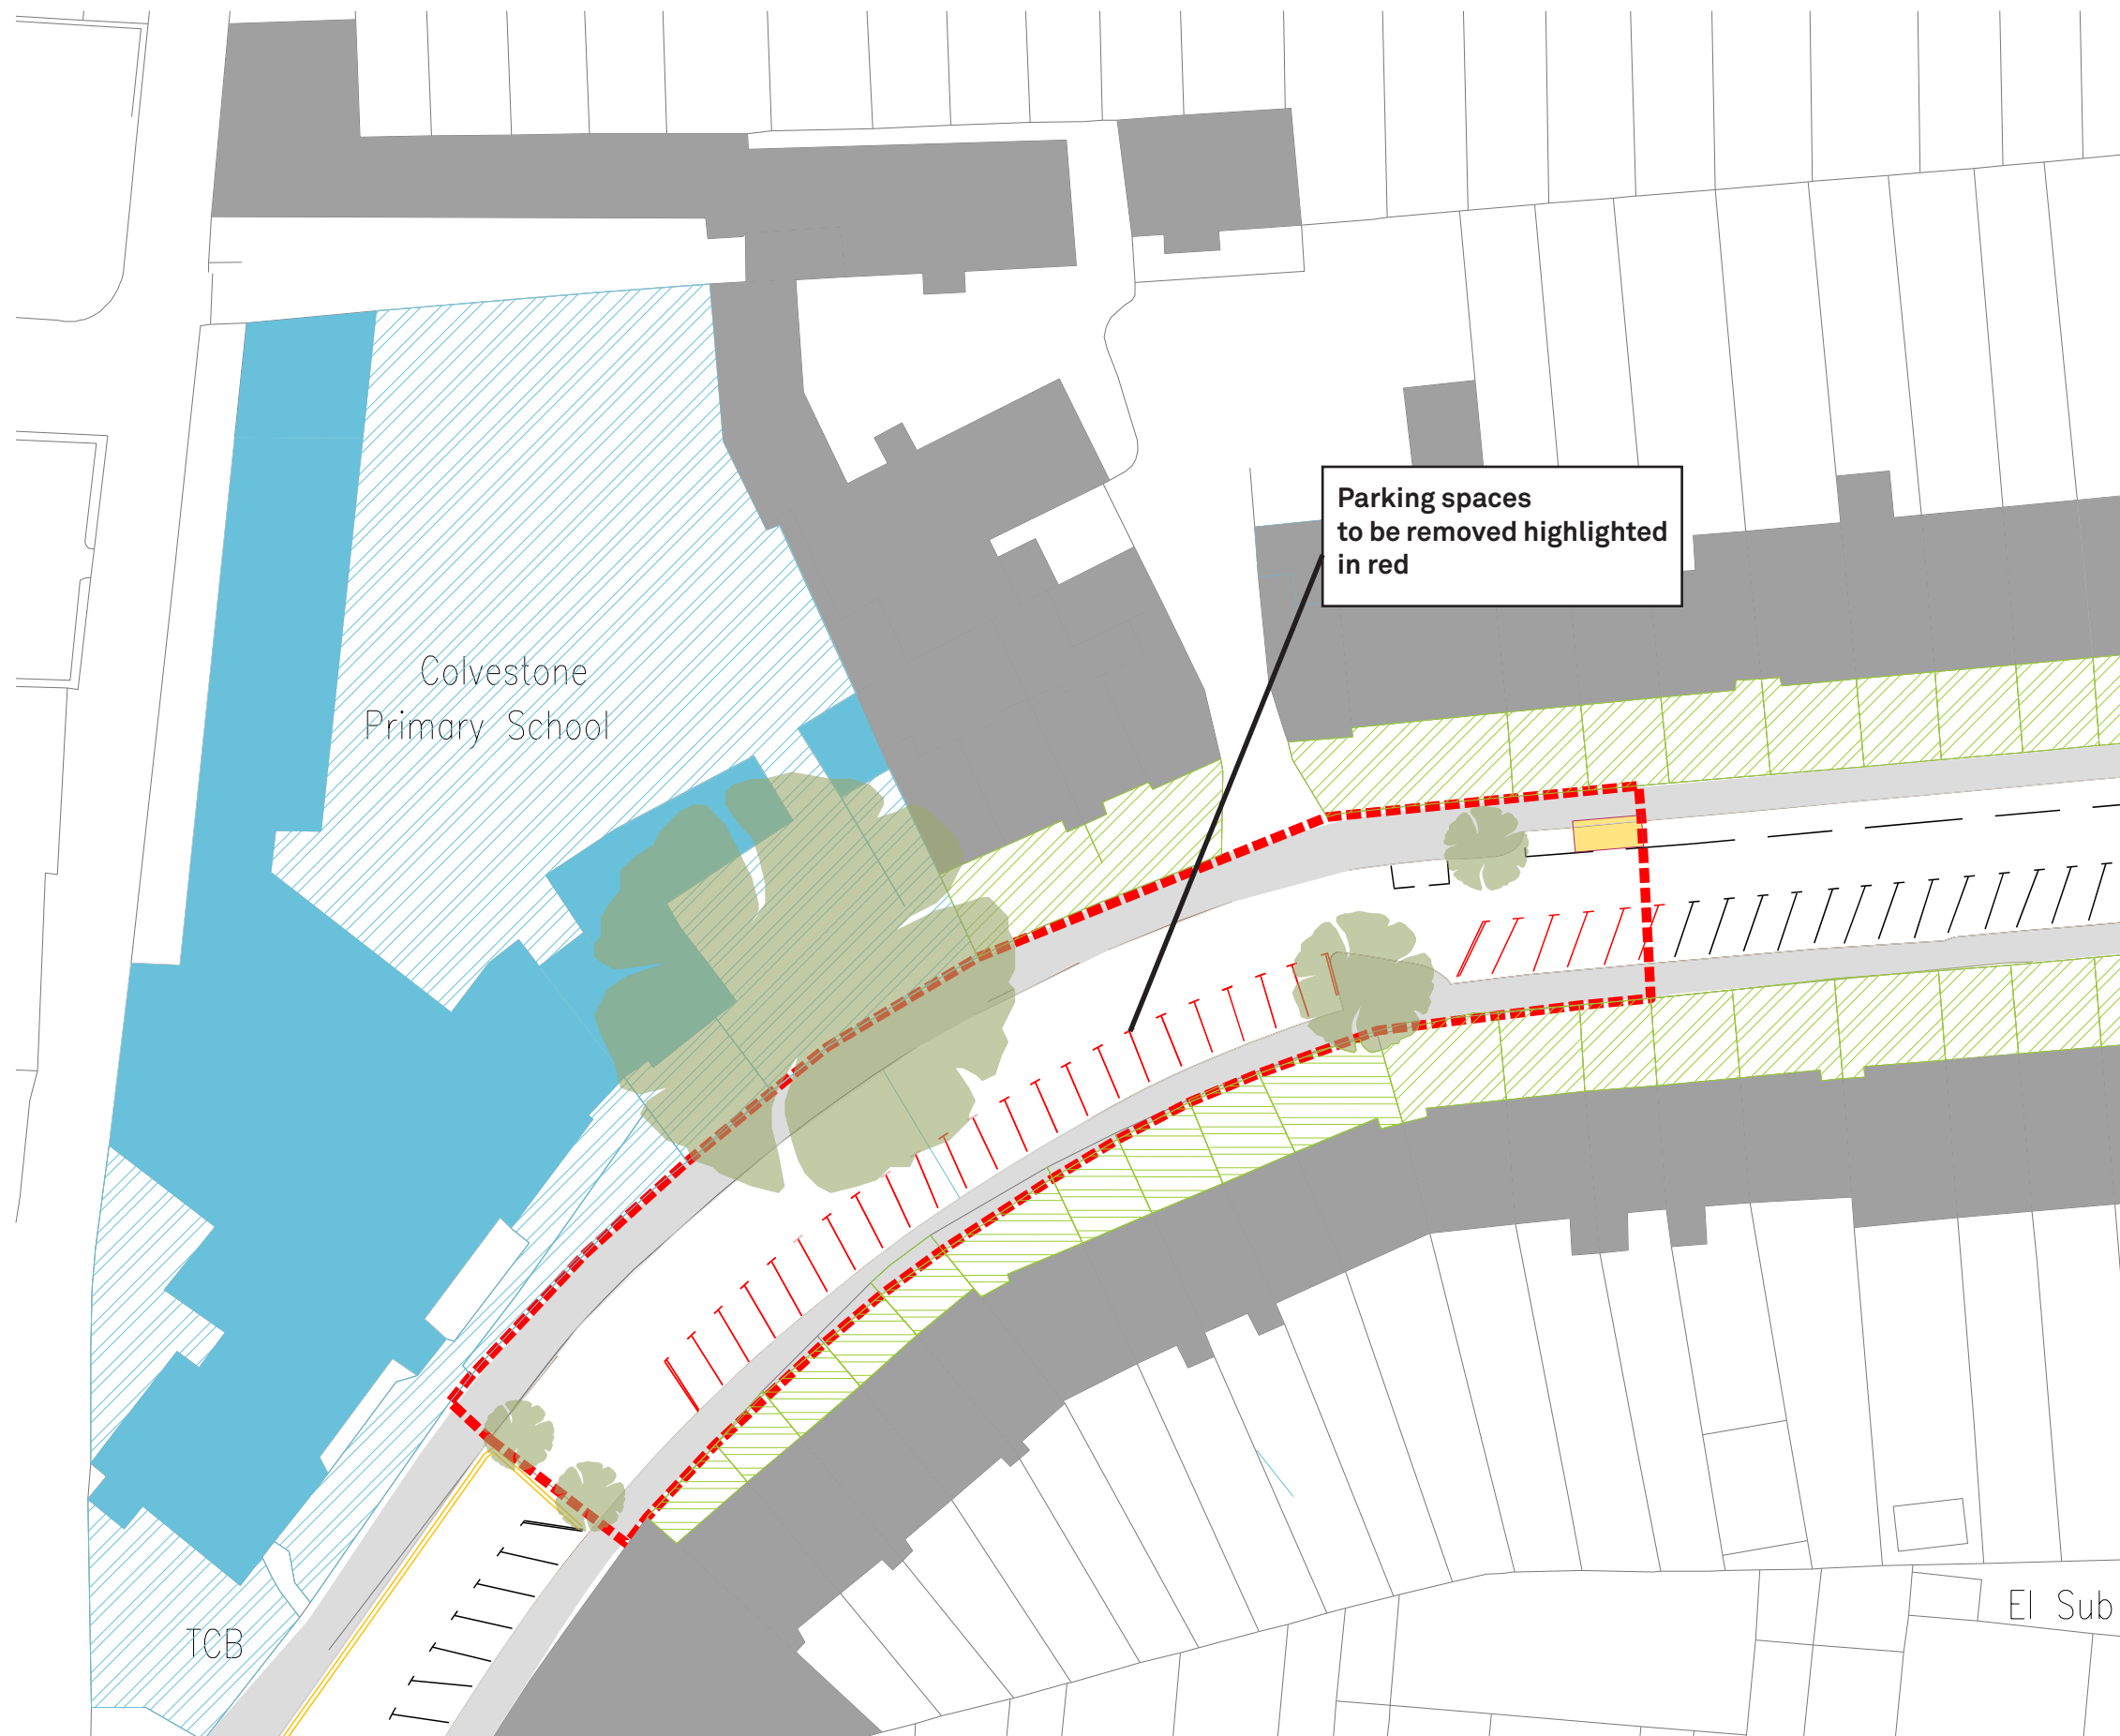 Parking spaces
to be removed highlighted
in red
Colvestone
Primary School
El Sub
TCB